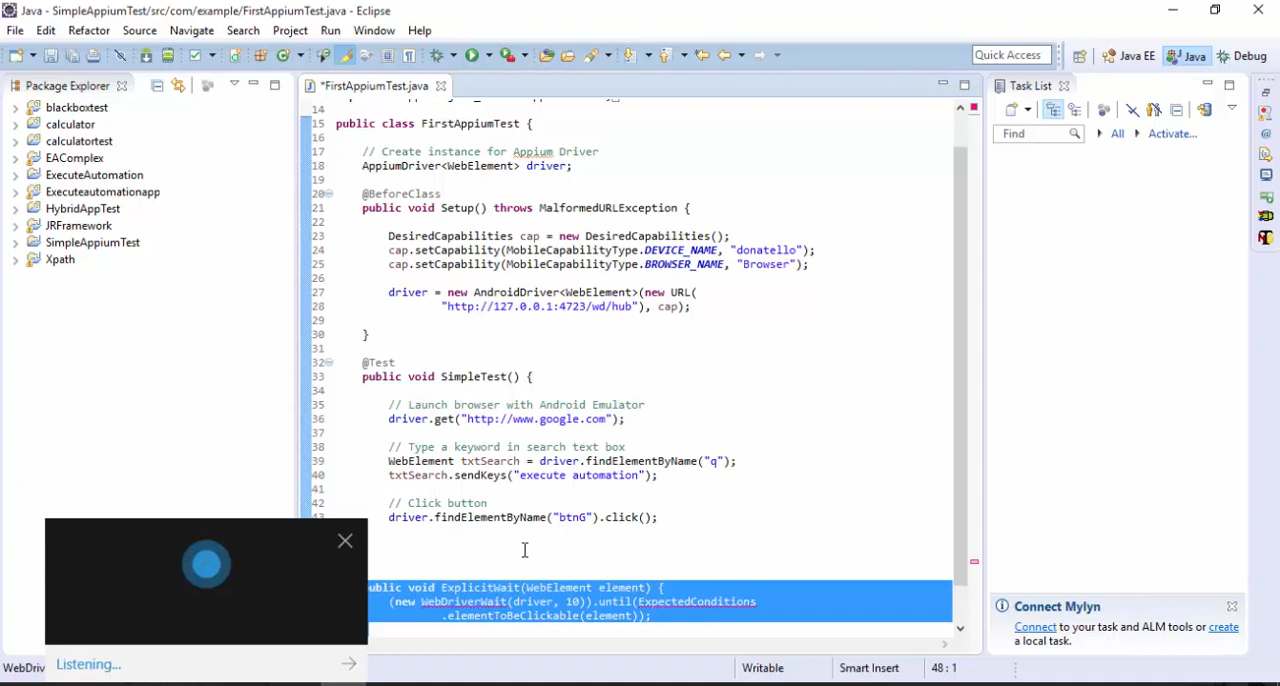 Java - SimpleAppiumTest/src/com/example/FirstAppiumTest.java - Eclipse
File Edit Refactor Source Navigate Search Project Run Window Help
Quick Access Java EE Java Debug
Package Explorer
*FirstAppiumTest.java
Task List
Find All Activate...
blackboxtest
calculator
calculatortest
EAComplex
ExecuteAutomation
Executeautomationapp
HybridAppTest
JRFramework
SimpleAppiumTest
Xpath
14
15 public class FirstAppiumTest {
16
17 // Create instance for Appium Driver
18 AppiumDriver<WebElement> driver;
19
20 @BeforeClass
21 public void Setup() throws MalformedURLException {
22
23 DesiredCapabilities cap = new DesiredCapabilities();
24 cap.setCapability(MobileCapabilityType.DEVICE_NAME, "donatello");
25 cap.setCapability(MobileCapabilityType.BROWSER_NAME, "Browser");
26
27 driver = new AndroidDriver<WebElement>(new URL(
28 "http://127.0.0.1:4723/wd/hub"), cap);
29
30 }
31
32 @Test
33 public void SimpleTest() {
34
35 // Launch browser with Android Emulator
36 driver.get("http://www.google.com");
37
38 // Type a keyword in search text box
39 WebElement txtSearch = driver.findElementByName("q");
40 txtSearch.sendKeys("execute automation");
41
42 // Click button
43 driver.findElementByName("btnG").click();
public void ExplicitWait(WebElement element) {
(new WebDriverWait(driver, 10)).until(ExpectedConditions
.elementToBeClickable(element));
Connect Mylyn
Connect to your task and ALM tools or create
a local task.
Listening...
WebDriv
Writable Smart Insert 48 : 1